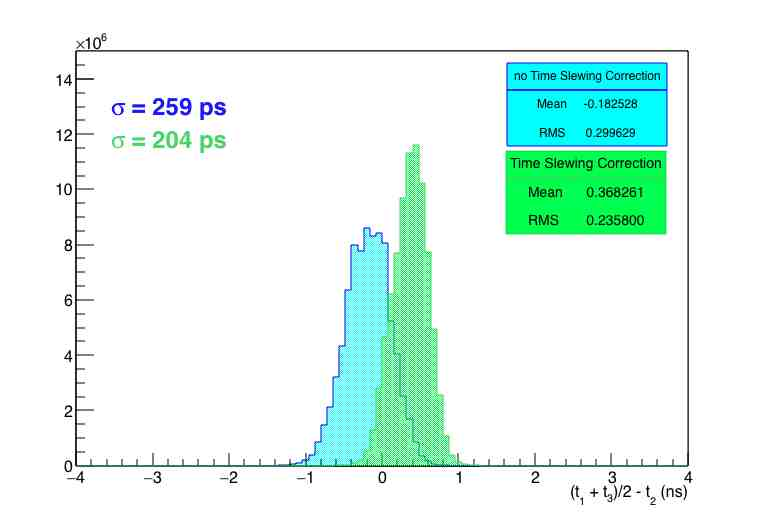 ×10⁶
14
12
10
8
6
4
2
0
σ = 259 ps
σ = 204 ps
no Time Slewing Correction
Mean -0.182528
RMS 0.299629
Time Slewing Correction
Mean 0.368261
RMS 0.235800
−4 −3 −2 −1 0 1 2 3 4
(t₁ + t₃)/2 - t₂ (ns)